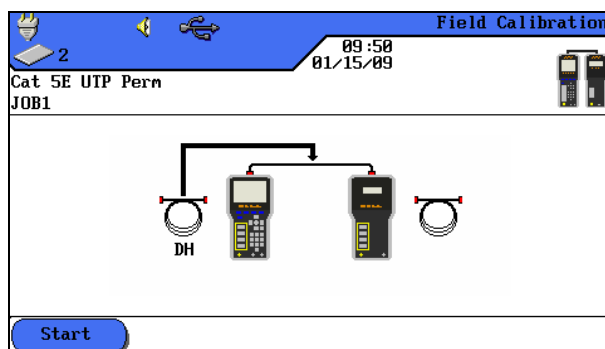 Field Calibration
2
09:50
01/15/09
Cat 5E UTP Perm
JOB1
DH
Start